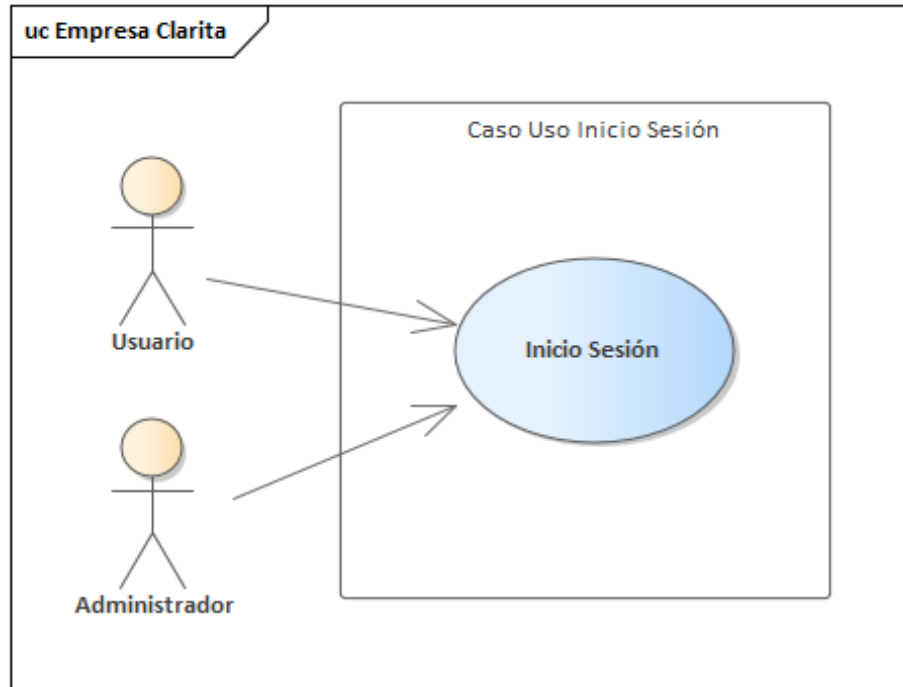 uc Empresa Clarita
Caso Uso Inicio Sesión
Usuario
Inicio Sesión
Administrador